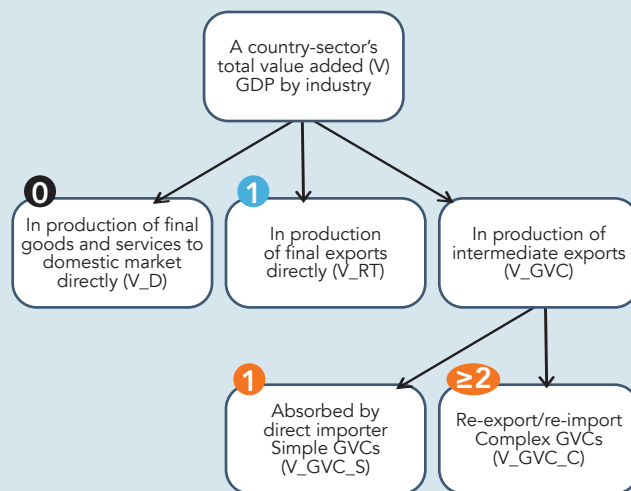 A country-sector's
total value added (V)
GDP by industry
0
In production of final
goods and services to
domestic market
directly (V_D)
1
In production
of final exports
directly (V_RT)
In production of
intermediate exports
(V_GVC)
1
Absorbed by
direct importer
Simple GVCs
(V_GVC_S)
≥2
Re-export/re-import
Complex GVCs
(V_GVC_C)